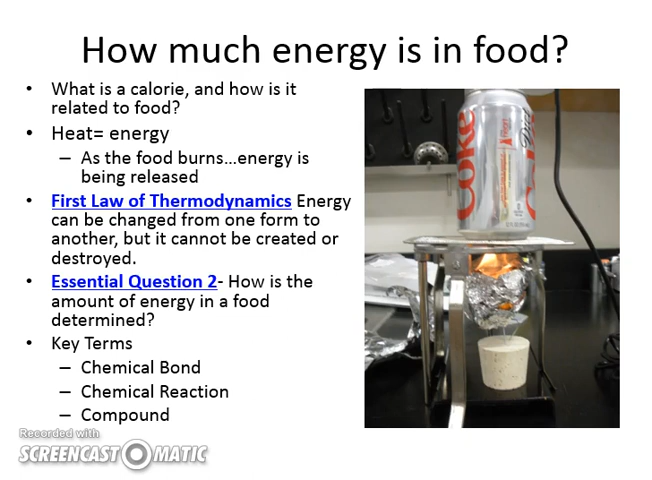 How much energy is in food?
• What is a calorie, and how is it
related to food?
• Heat= energy
– As the food burns...energy is
being released
• First Law of Thermodynamics Energy
can be changed from one form to
another, but it cannot be created or
destroyed.
• Essential Question 2- How is the
amount of energy in a food
determined?
• Key Terms
– Chemical Bond
– Chemical Reaction
– Compound
Coke
Diet
Recorded with
SCREENCAST-O-MATIC